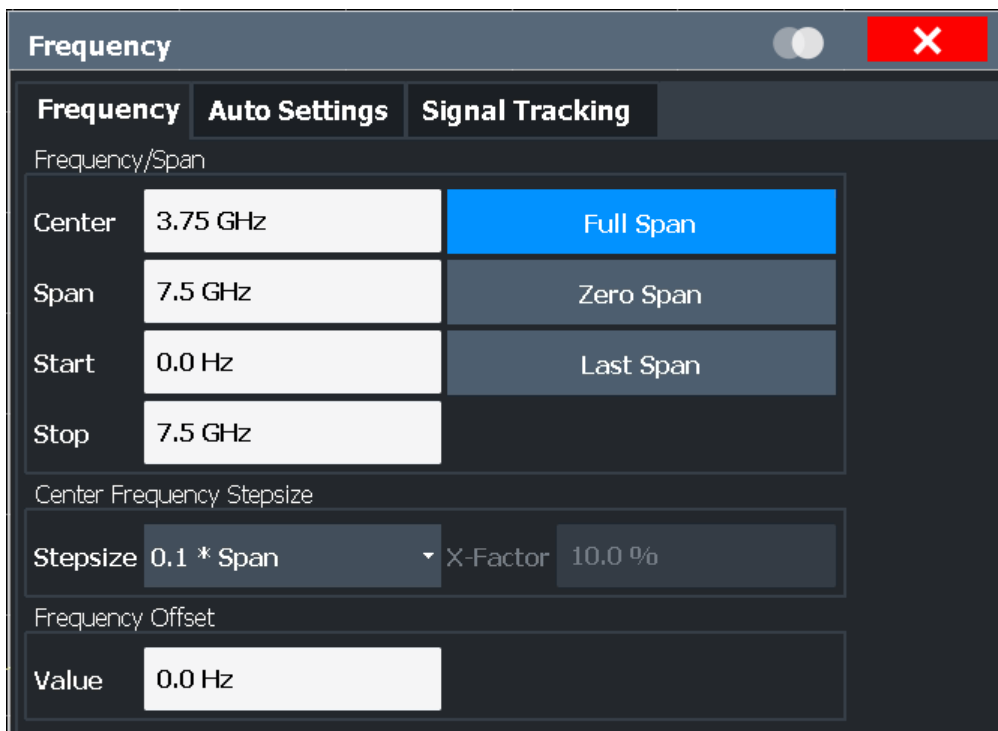 Frequency
Frequency Auto Settings Signal Tracking
Frequency/Span
Center 3.75 GHz Full Span
Span 7.5 GHz Zero Span
Start 0.0 Hz Last Span
Stop 7.5 GHz
Center Frequency Stepsize
Stepsize 0.1 * Span X-Factor 10.0 %
Frequency Offset
Value 0.0 Hz